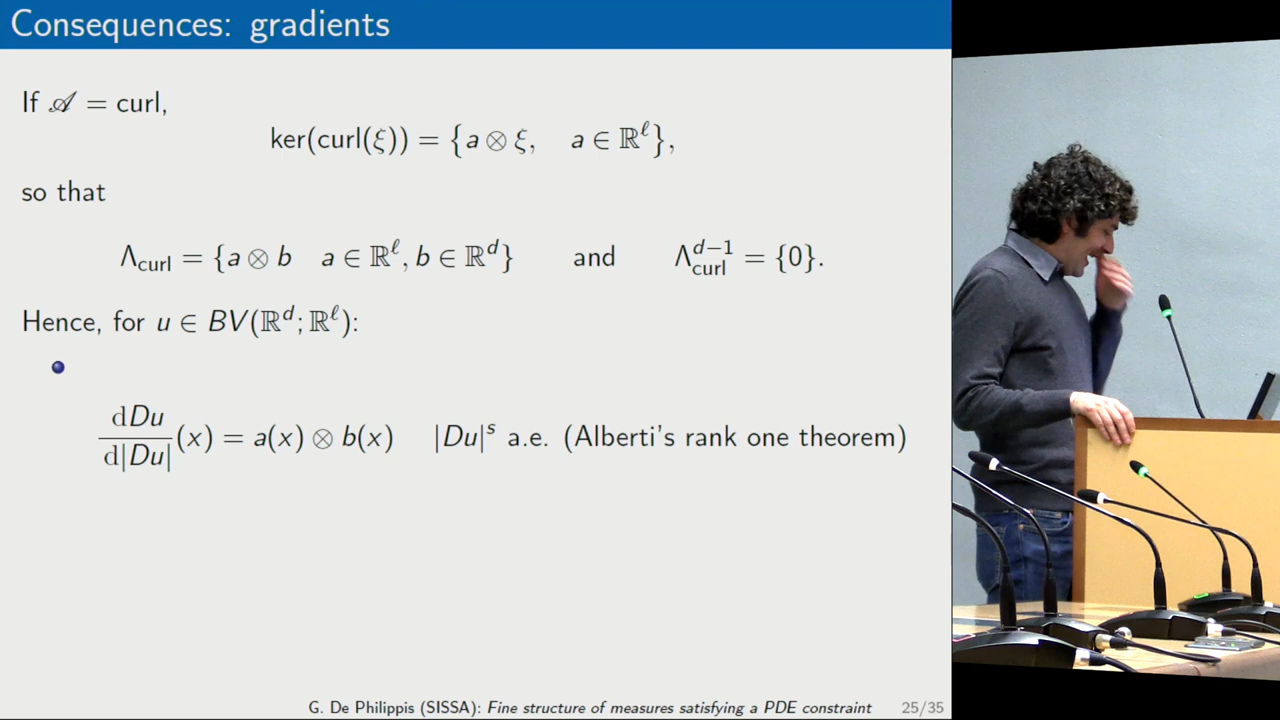 Consequences: gradients
If 𝒜 = curl,
ker(curl(ξ)) = {a ⊗ ξ, a ∈ ℝ^ℓ},
so that
Λ_curl = {a ⊗ b a ∈ ℝ^ℓ, b ∈ ℝ^d} and Λ_curl^{d−1} = {0}.
Hence, for u ∈ BV(ℝ^d; ℝ^ℓ):
dDu/d|Du|(x) = a(x) ⊗ b(x) |Du|^s a.e. (Alberti's rank one theorem)
G. De Philippis (SISSA): Fine structure of measures satisfying a PDE constraint 25/35